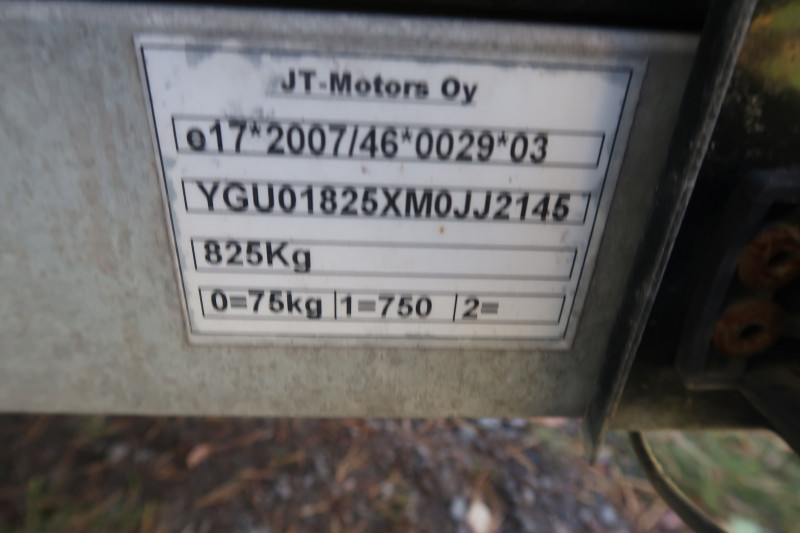 JT-Motors Oy
e17*2007/46*0029*03
YGU01825XM0JJ2145
825Kg
0=75kg 1=750 2=